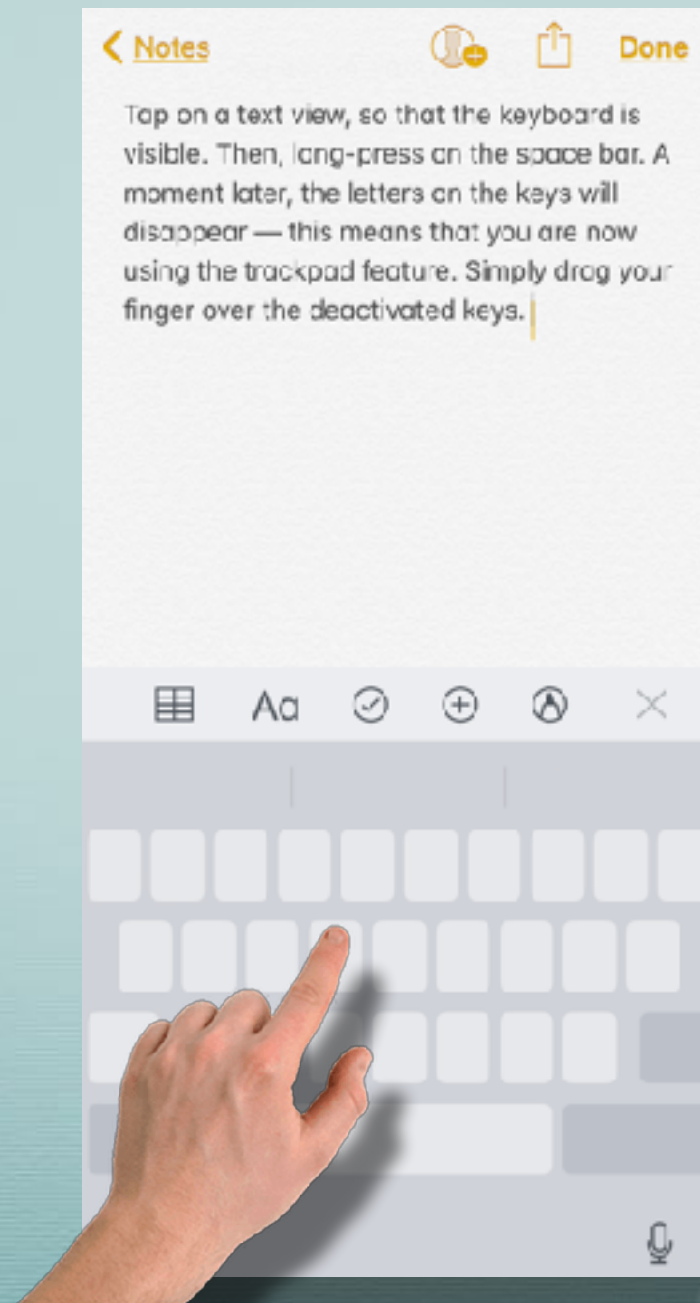 Notes
Done
Tap on a text view, so that the keyboard is
visible. Then, long-press on the space bar. A
moment later, the letters on the keys will
disappear — this means that you are now
using the trackpad feature. Simply drag your
finger over the deactivated keys.
Aa